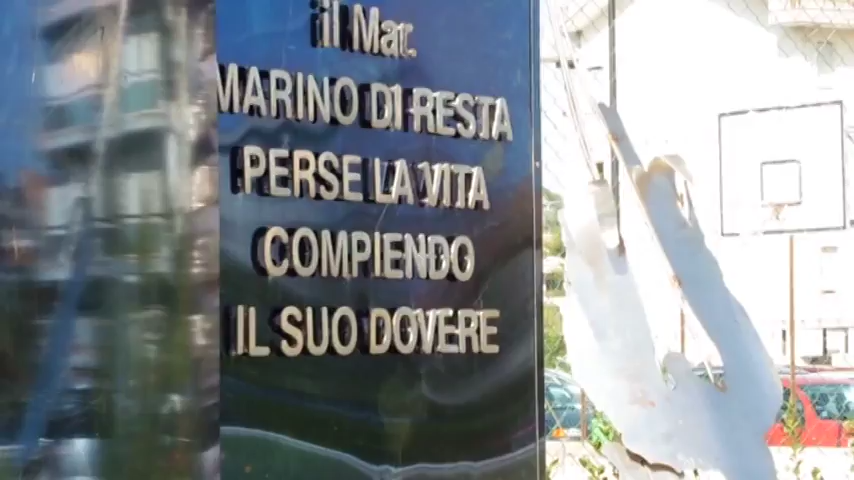 il Mar.
MARINO DI RESTA
PERSE LA VITA
COMPIENDO
IL SUO DOVERE